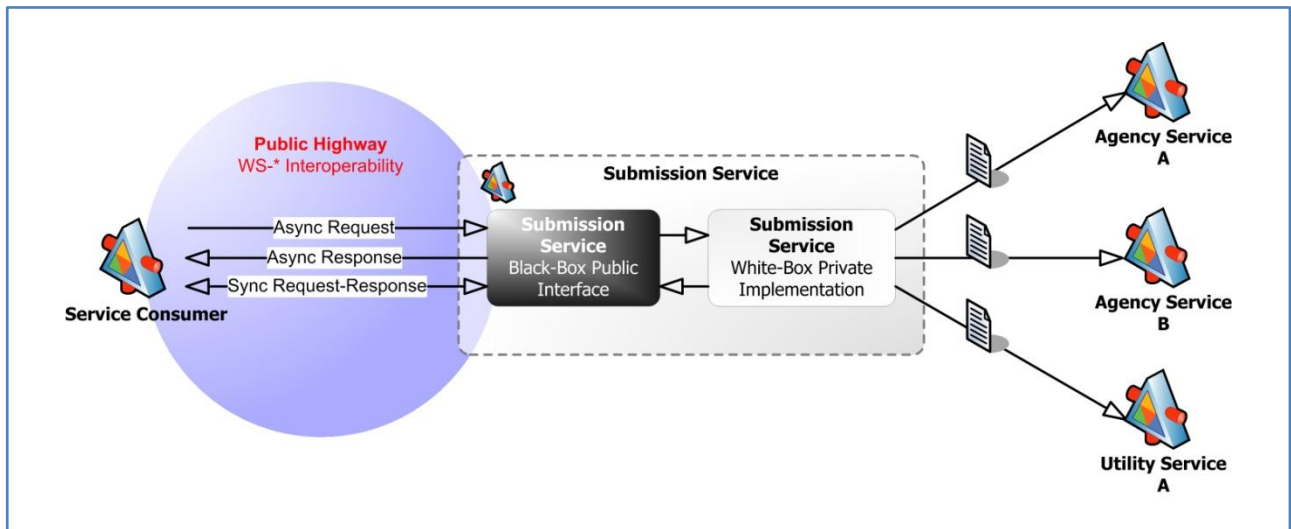 Public Highway
WS-* Interoperability
Submission Service
Async Request
Async Response
Sync Request-Response
Service Consumer
Submission
Service
Black-Box Public
Interface
Submission
Service
White-Box Private
Implementation
Agency Service
A
Agency Service
B
Utility Service
A